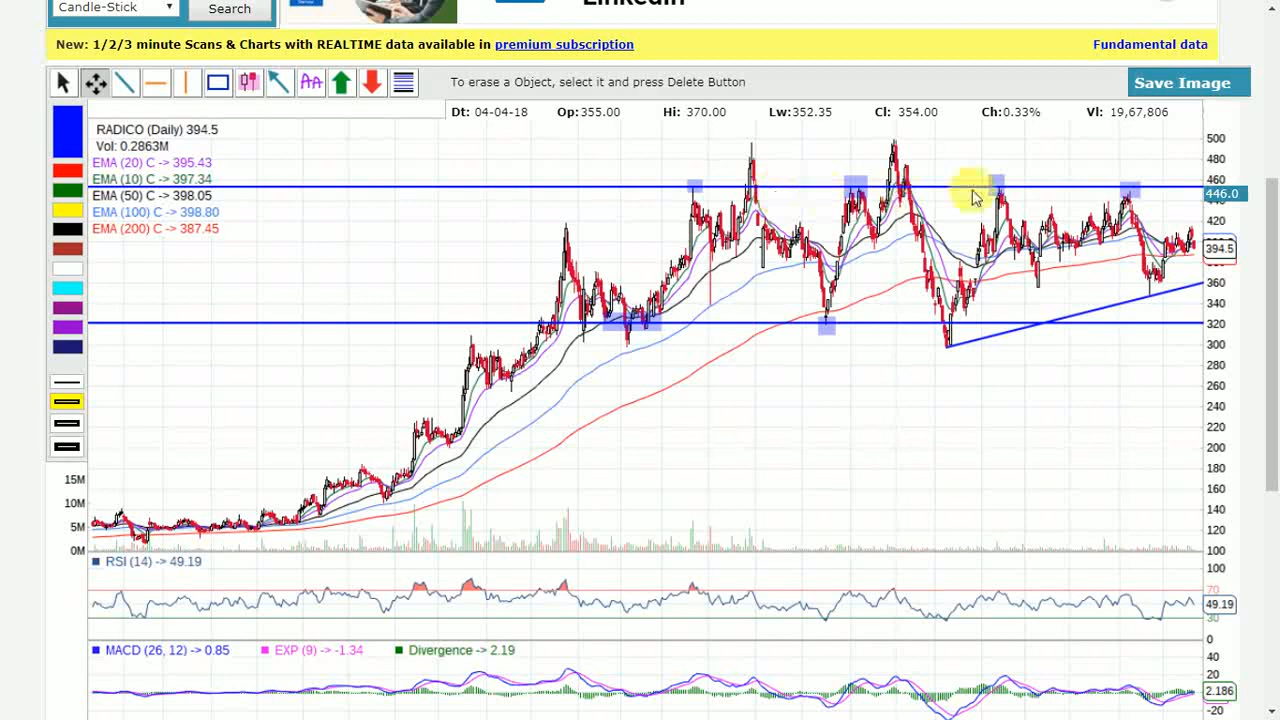 Candle-Stick
Search
New: 1/2/3 minute Scans & Charts with REALTIME data available in premium subscription
Fundamental data
To erase a Object, select it and press Delete Button
Save Image
Dt: 04-04-18 Op:355.00 Hi: 370.00 Lw:352.35 Cl: 354.00 Ch:0.33% Vl: 19,67,806
RADICO (Daily) 394.5
Vol: 0.2863M
EMA (20) C -> 395.43
EMA (10) C -> 397.34
EMA (50) C -> 398.05
EMA (100) C -> 398.80
EMA (200) C -> 387.45
500
480
460
446.0
420
394.5
360
340
320
300
280
260
240
220
200
180
160
140
120
100
15M
10M
5M
0M
RSI (14) -> 49.19
100
70
49.19
30
0
MACD (26, 12) -> 0.85 EXP (9) -> -1.34 Divergence -> 2.19
40
20
2.186
-20